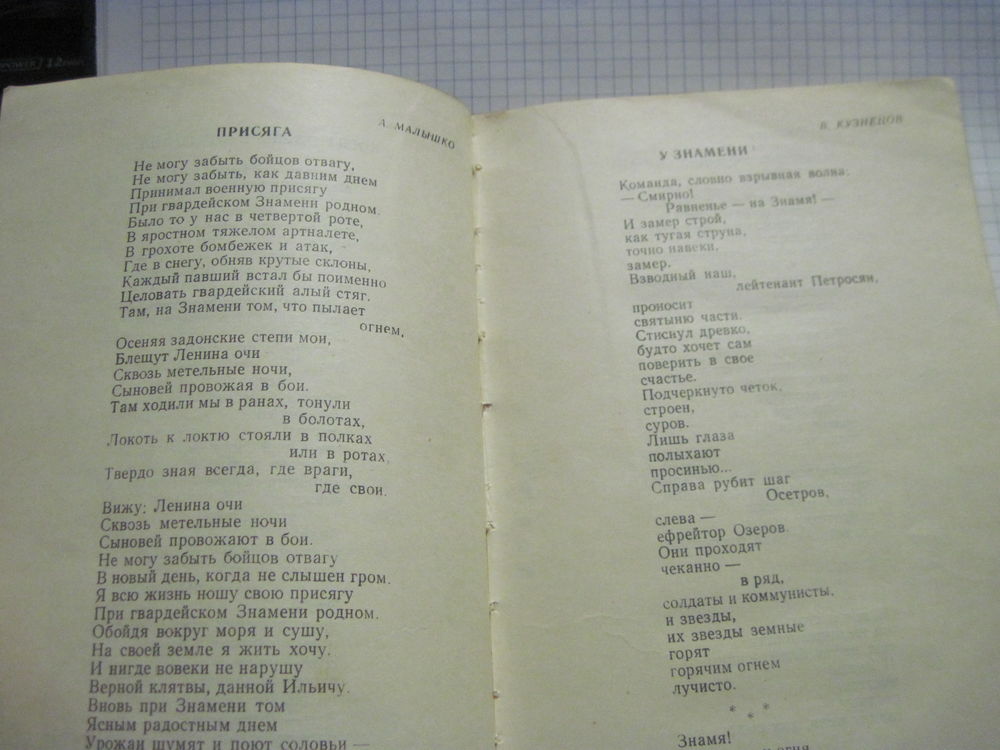 ПРИСЯГА
А. МАЛЫШКО
Не могу забыть бойцов отвагу,
Не могу забыть, как давним днем
Принимал военную присягу
При гвардейском Знамени родном.
Было то у нас в четвертой роте,
В яростном тяжелом артналете,
В грохоте бомбежек и атак,
Где в снегу, обняв крутые склоны,
Каждый павший встал бы поименно
Целовать гвардейский алый стяг.
Там, на Знамени том, что пылает
огнем,
Осеняя задонские степи мои,
Блещут Ленина очи
Сквозь метельные ночи,
Сыновей провожая в бои.
Там ходили мы в ранах, тонули
в болотах,
Локоть к локтю стояли в полках
или в ротах,
Твердо зная всегда, где враги,
где свои.
Вижу: Ленина очи
Сквозь метельные ночи
Сыновей провожают в бои.
Не могу забыть бойцов отвагу
В новый день, когда не слышен гром.
Я всю жизнь ношу свою присягу
При гвардейском Знамени родном.
Обойдя вокруг моря и сушу,
На своей земле я жить хочу.
И нигде вовеки не нарушу
Верной клятвы, данной Ильичу.
Вновь при Знамени том
Ясным радостным днем
Урожаи шумят и поют соловьи —
В. КУЗНЕЦОВ
У ЗНАМЕНИ
Команда, словно взрывная волна:
— Смирно!
Равненье — на Знамя! —
И замер строй,
как тугая струна,
точно навеки,
замер.
Взводный наш,
лейтенант Петросян,
проносит
святыню части.
Стиснул древко,
будто хочет сам
поверить в свое
счастье.
Подчеркнуто четок,
строен,
суров.
Лишь глаза
полыхают
просинью...
Справа рубит шаг
Осетров,
слева —
ефрейтор Озеров.
Они проходят
чеканно —
в ряд,
солдаты и коммунисты,
и звезды,
их звезды земные
горят
горячим огнем
лучисто.
* * *
Знамя!